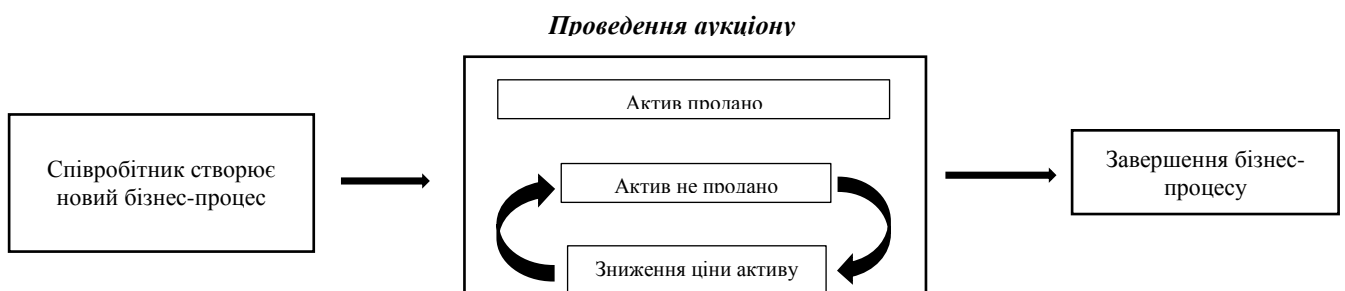 Проведення аукціону
Актив продано
Співробітник створює
новий бізнес-процес
Актив не продано
Зниження ціни активу
Завершення бізнес-
процесу